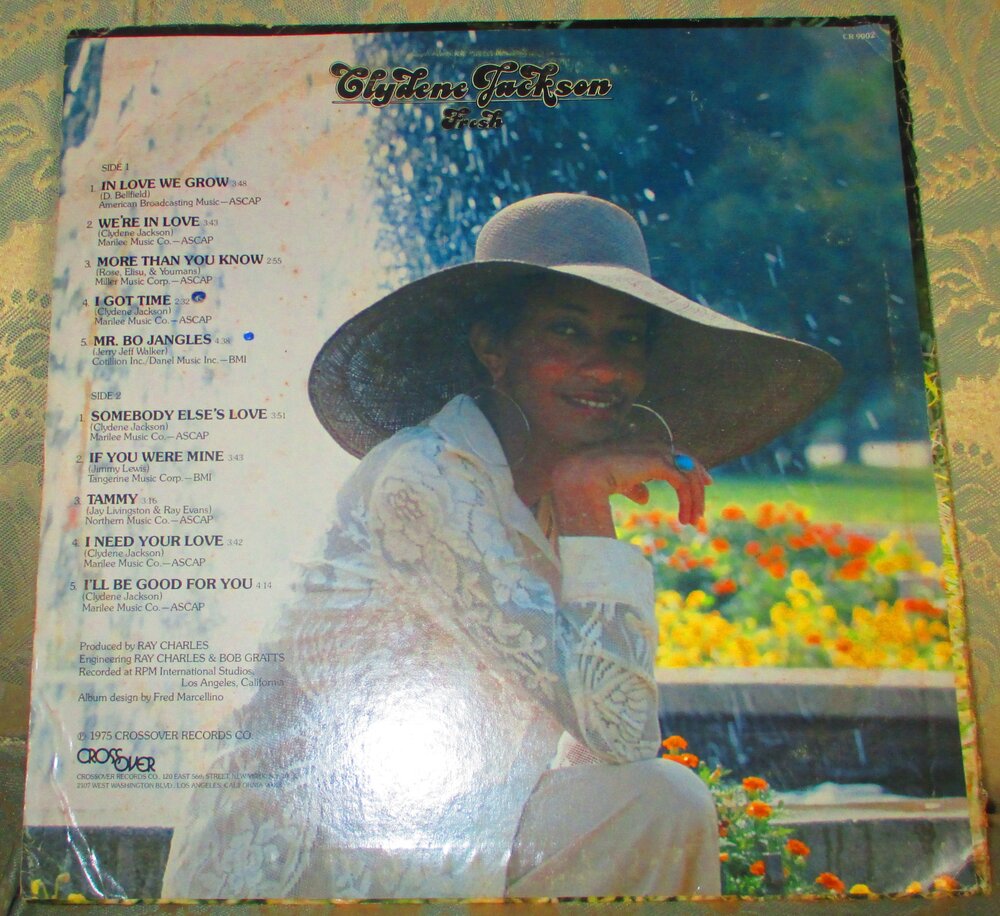 CR 9002
Clydene Jackson
Fresh
SIDE 1
1. IN LOVE WE GROW 3:48
(D. Bellfield)
American Broadcasting Music—ASCAP
2. WE'RE IN LOVE 3:43
(Clydene Jackson)
Marilee Music Co.—ASCAP
3. MORE THAN YOU KNOW 2:55
(Rose, Elisu, & Youmans)
Miller Music Corp.—ASCAP
4. I GOT TIME 2:32
(Clydene Jackson)
Marilee Music Co.—ASCAP
5. MR. BO JANGLES 4:38
(Jerry Jeff Walker)
Cotillion Inc./Danel Music Inc.—BMI
SIDE 2
1. SOMEBODY ELSE'S LOVE 3:51
(Clydene Jackson)
Marilee Music Co.—ASCAP
2. IF YOU WERE MINE 3:43
(Jimmy Lewis)
Tangerine Music Corp.—BMI
3. TAMMY 3:16
(Jay Livingston & Ray Evans)
Northern Music Co.—ASCAP
4. I NEED YOUR LOVE 3:42
(Clydene Jackson)
Marilee Music Co.—ASCAP
5. I'LL BE GOOD FOR YOU 4:14
(Clydene Jackson)
Marilee Music Co.—ASCAP
Produced by RAY CHARLES
Engineering RAY CHARLES & BOB GRATTS
Recorded at RPM International Studios,
Los Angeles, California
Album design by Fred Marcellino
℗ 1975 CROSSOVER RECORDS CO.
CROSSOVER
CROSSOVER RECORDS CO., 120 EAST 56th STREET, NEW YORK, N.Y.
2107 WEST WASHINGTON BLVD., LOS ANGELES, CALIFORNIA